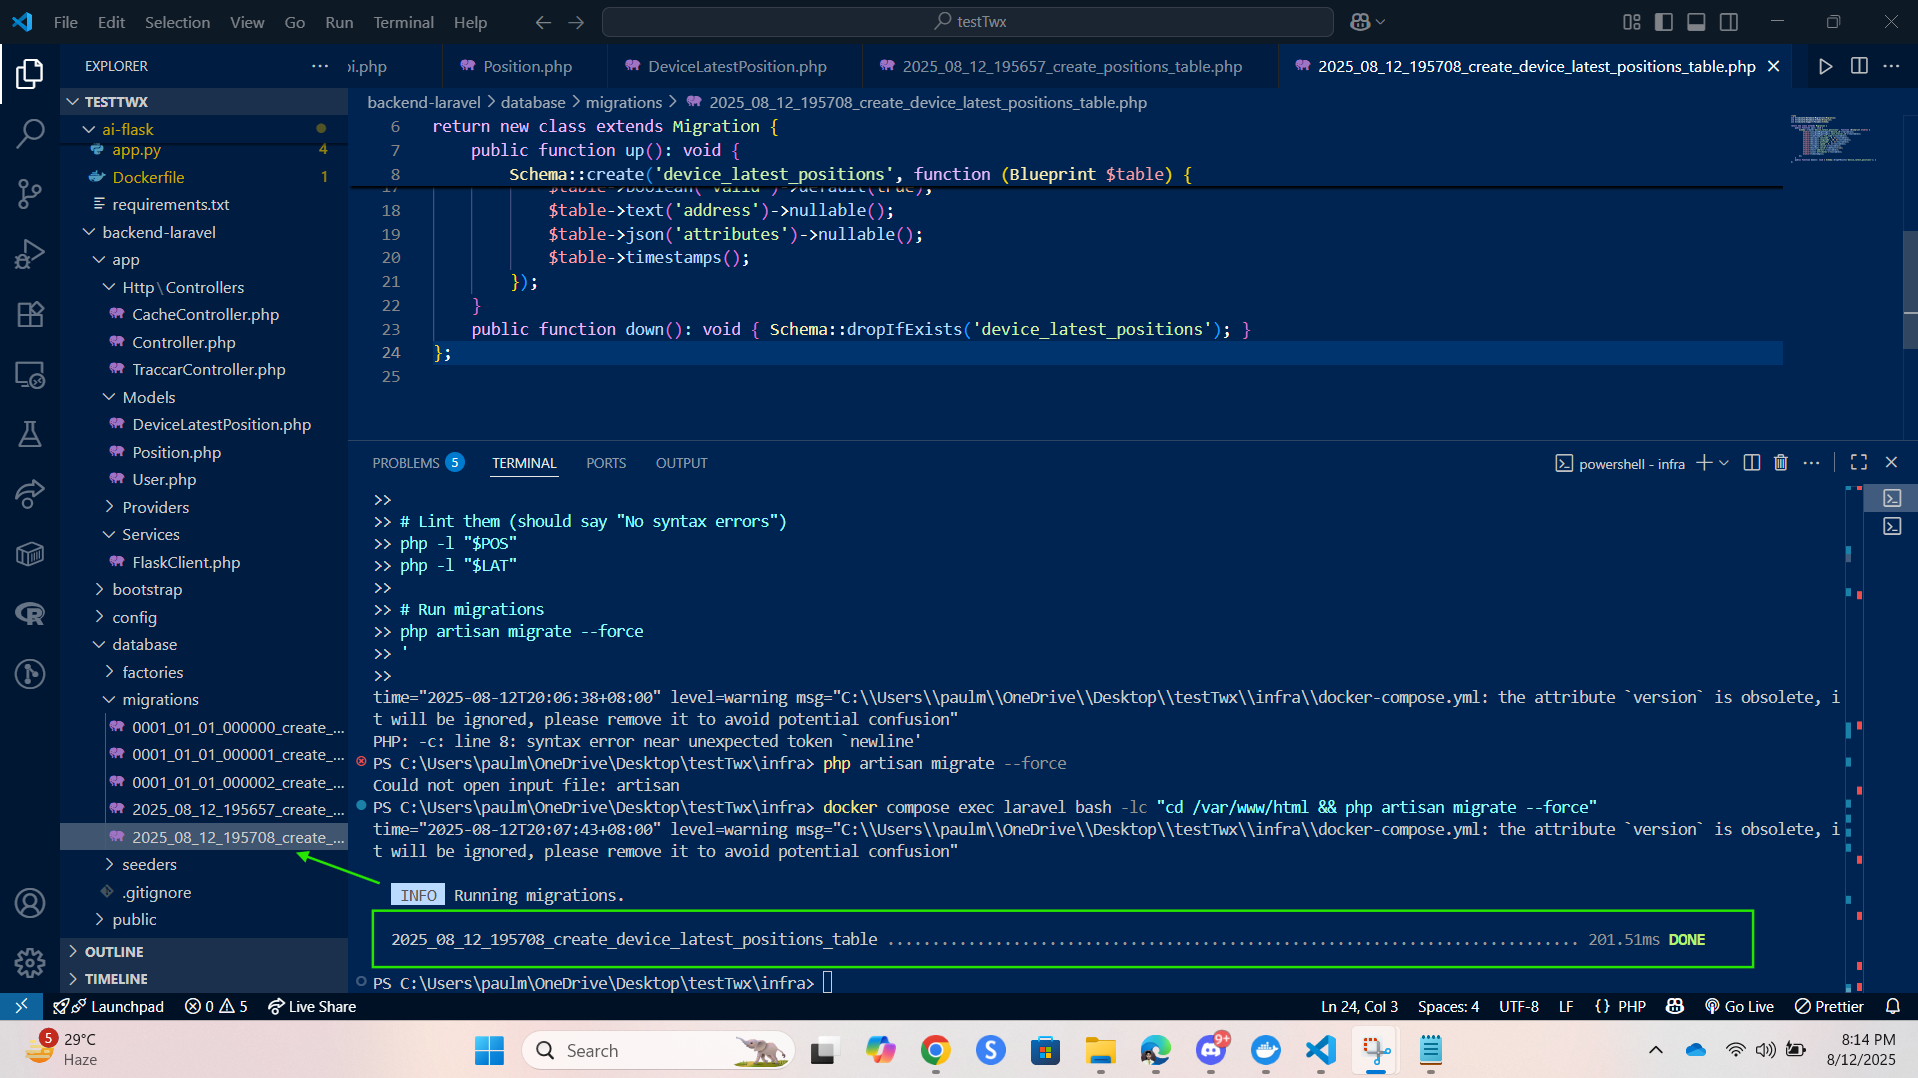 File Edit Selection View Go Run Terminal Help
testTwx
EXPLORER
TESTTWX
ai-flask
app.py 4
Dockerfile 1
requirements.txt
backend-laravel
app
Http\Controllers
CacheController.php
Controller.php
TraccarController.php
Models
DeviceLatestPosition.php
Position.php
User.php
Providers
Services
FlaskClient.php
bootstrap
config
database
factories
migrations
0001_01_01_000000_create_...
0001_01_01_000001_create_...
0001_01_01_000002_create_...
2025_08_12_195657_create_...
2025_08_12_195708_create_...
seeders
.gitignore
public
OUTLINE
TIMELINE
pi.php Position.php DeviceLatestPosition.php 2025_08_12_195657_create_positions_table.php 2025_08_12_195708_create_device_latest_positions_table.php
backend-laravel > database > migrations > 2025_08_12_195708_create_device_latest_positions_table.php
6 return new class extends Migration {
7 public function up(): void {
8 Schema::create('device_latest_positions', function (Blueprint $table) {
17 $table->boolean('valid')->default(true);
18 $table->text('address')->nullable();
19 $table->json('attributes')->nullable();
20 $table->timestamps();
21 });
22 }
23 public function down(): void { Schema::dropIfExists('device_latest_positions'); }
24 };
25
PROBLEMS 5 TERMINAL PORTS OUTPUT
powershell - infra
>>
>> # Lint them (should say "No syntax errors")
>> php -l "$POS"
>> php -l "$LAT"
>>
>> # Run migrations
>> php artisan migrate --force
>> '
>>
time="2025-08-12T20:06:38+08:00" level=warning msg="C:\\Users\\paulm\\OneDrive\\Desktop\\testTwx\\infra\\docker-compose.yml: the attribute `version` is obsolete, i
t will be ignored, please remove it to avoid potential confusion"
PHP: -c: line 8: syntax error near unexpected token `newline'
PS C:\Users\paulm\OneDrive\Desktop\testTwx\infra> php artisan migrate --force
Could not open input file: artisan
PS C:\Users\paulm\OneDrive\Desktop\testTwx\infra> docker compose exec laravel bash -lc "cd /var/www/html && php artisan migrate --force"
time="2025-08-12T20:07:43+08:00" level=warning msg="C:\\Users\\paulm\\OneDrive\\Desktop\\testTwx\\infra\\docker-compose.yml: the attribute `version` is obsolete, i
t will be ignored, please remove it to avoid potential confusion"
INFO Running migrations.
2025_08_12_195708_create_device_latest_positions_table ............................................................................. 201.51ms DONE
PS C:\Users\paulm\OneDrive\Desktop\testTwx\infra>
Launchpad 0 5 Live Share
Ln 24, Col 3 Spaces: 4 UTF-8 LF {} PHP Go Live Prettier
5 29°C
Haze
Search
9+
8:14 PM
8/12/2025